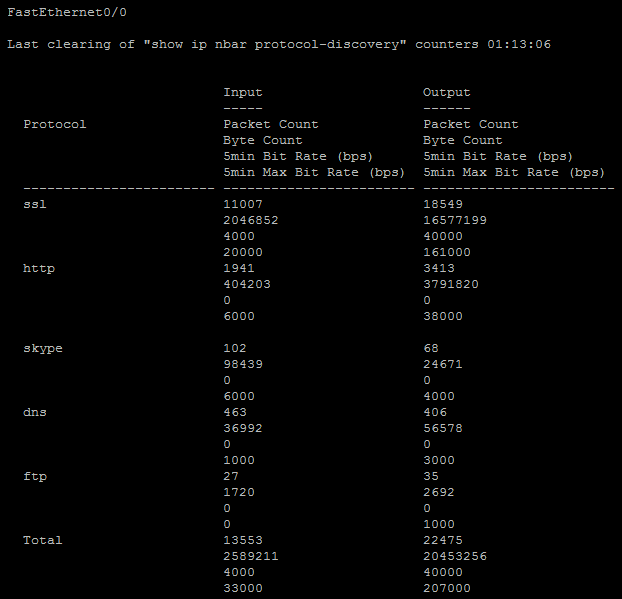 FastEthernet0/0
Last clearing of "show ip nbar protocol-discovery" counters 01:13:06
Input Output
----- ------
Protocol Packet Count Packet Count
Byte Count Byte Count
5min Bit Rate (bps) 5min Bit Rate (bps)
5min Max Bit Rate (bps) 5min Max Bit Rate (bps)
------------------------ ------------------------ ------------------------
ssl 11007 18549
2046852 16577199
4000 40000
20000 161000
http 1941 3413
404203 3791820
0 0
6000 38000
skype 102 68
98439 24671
0 0
6000 4000
dns 463 406
36992 56578
0 0
1000 3000
ftp 27 35
1720 2692
0 0
0 1000
Total 13553 22475
2589211 20453256
4000 40000
33000 207000